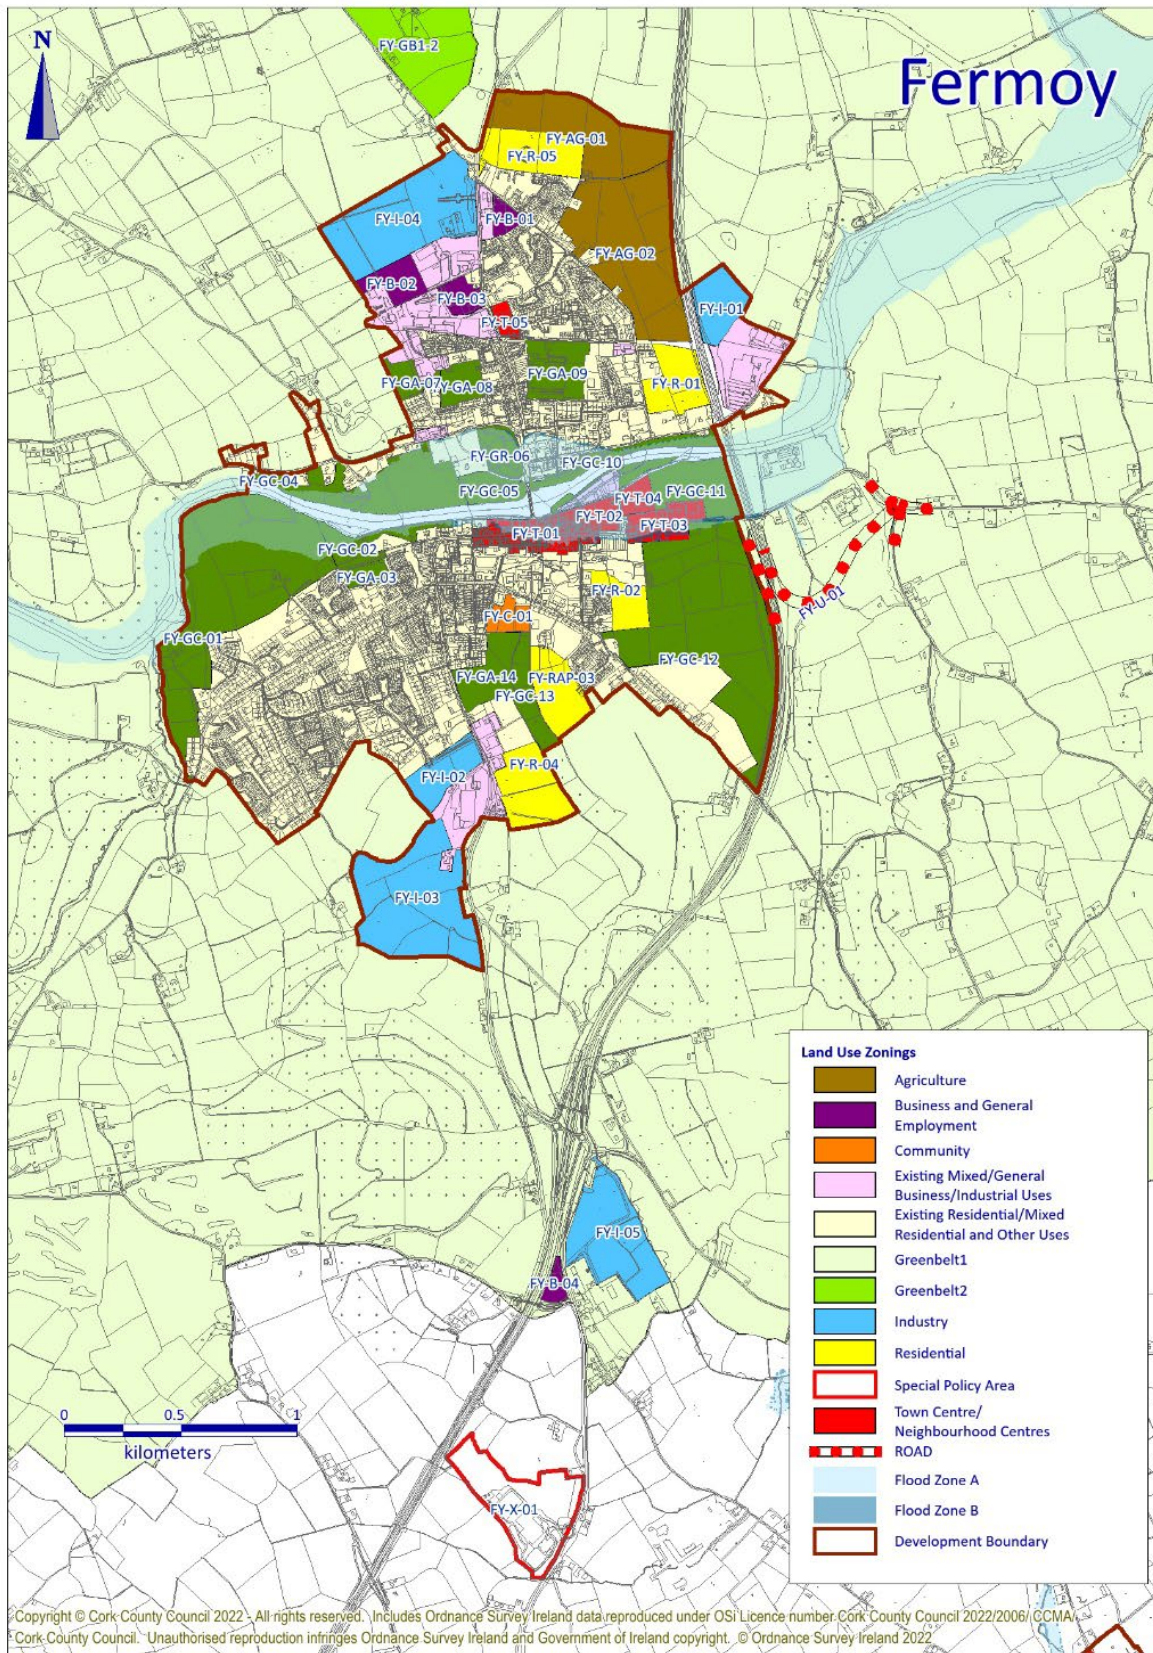 Fermoy
N
FY-GB1-2
FY-AG-01
FY-R-05
FY-I-04
FY-B-01
FY-AG-02
FY-B-02
FY-B-03
FY-I-01
FY-T-05
FY-GA-07
FY-GA-08
FY-GA-09
FY-R-01
FY-GR-06
FY-GC-10
FY-GC-04
FY-GC-05
FY-T-04
FY-GC-11
FY-T-02
FY-T-03
FY-T-01
FY-GC-02
FY-GA-03
FY-R-02
FY-U-01
FY-C-01
FY-GC-01
FY-GC-12
FY-GA-14
FY-RAP-03
FY-GC-13
FY-R-04
FY-I-02
FY-I-03
FY-I-05
FY-B-04
FY-X-01
Land Use Zonings
Agriculture
Business and General
Employment
Community
Existing Mixed/General
Business/Industrial Uses
Existing Residential/Mixed
Residential and Other Uses
Greenbelt1
Greenbelt2
Industry
Residential
Special Policy Area
Town Centre/
Neighbourhood Centres
ROAD
Flood Zone A
Flood Zone B
Development Boundary
0 0.5 1
kilometers
Copyright © Cork County Council 2022 - All rights reserved. Includes Ordnance Survey Ireland data reproduced under OSi Licence number Cork County Council 2022/2006/ CCMA/
Cork County Council. Unauthorised reproduction infringes Ordnance Survey Ireland and Government of Ireland copyright. © Ordnance Survey Ireland 2022